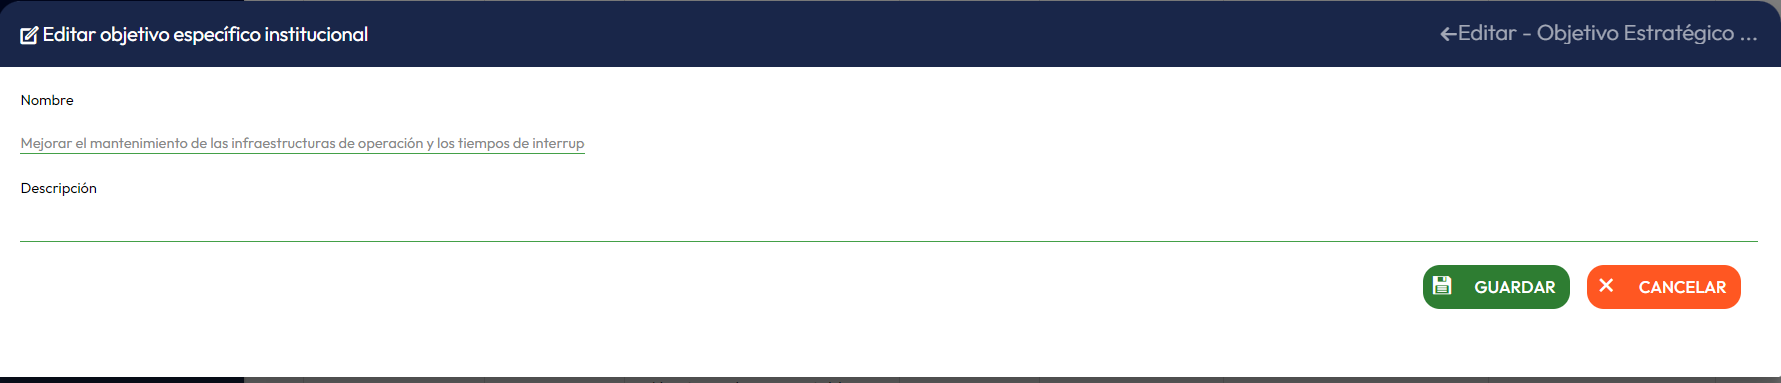 Editar objetivo específico institucional
Editar - Objetivo Estratégico ...
Nombre
Mejorar el mantenimiento de las infraestructuras de operación y los tiempos de interrup
Descripción
GUARDAR
CANCELAR